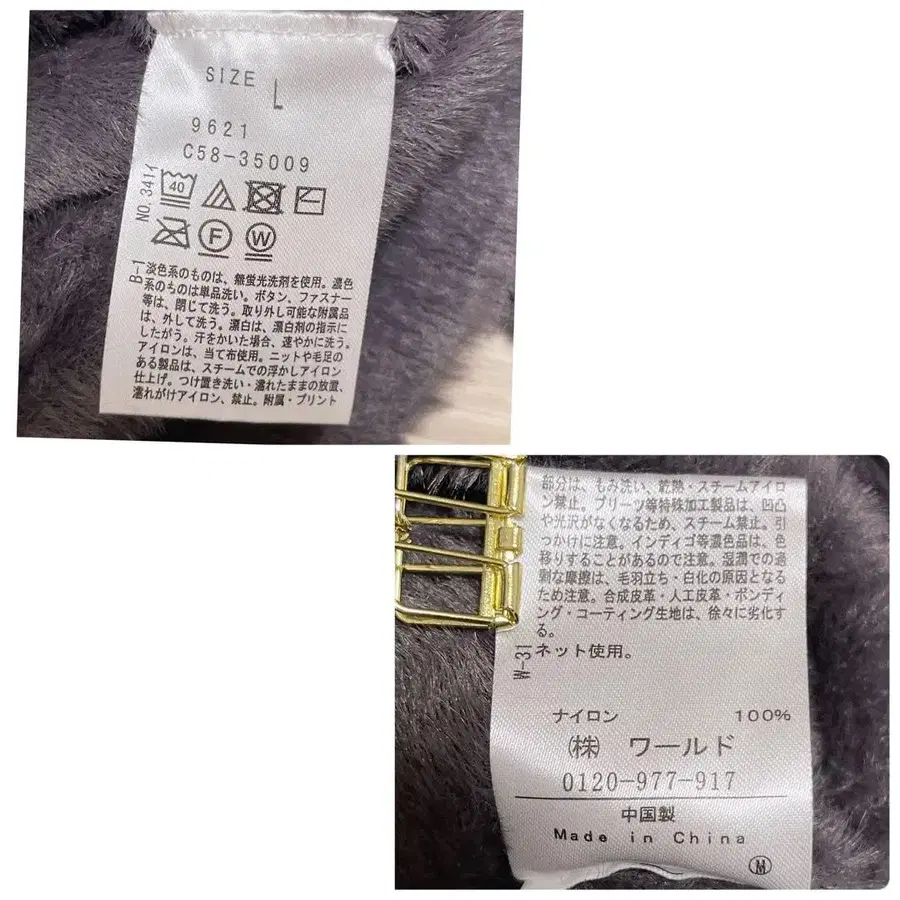 SIZE L
9621
C58-35009
NO.341イ
40
F W
B-1
淡色系のものは、無蛍光洗剤を使用。濃色
系のものは単品洗い。ボタン、ファスナー
等は、閉じて洗う。取り外し可能な附属品
は、外して洗う。漂白は、漂白剤の指示に
したがう。汗をかいた場合、速やかに洗う。
アイロンは、当て布使用。ニットや毛足の
ある製品は、スチームでの浮かしアイロン
仕上げ。つけ置き洗い・濡れたままの放置、
濡れがけアイロン、禁止。附属・プリント
部分は、もみ洗い、乾熱・スチームアイロ
ン禁止。プリーツ等特殊加工製品は、凹凸
や光沢がなくなるため、スチーム禁止。引
っかけに注意。インディゴ等濃色品は、色
移りすることがあるので注意。湿潤での過
剰な摩擦は、毛羽立ち・白化の原因となる
ため注意。合成皮革・人工皮革・ボンディ
ング・コーティング生地は、徐々に劣化す
る。
W-31
ネット使用。
ナイロン 100%
(株) ワールド
0120-977-917
中国製
Made in China
M